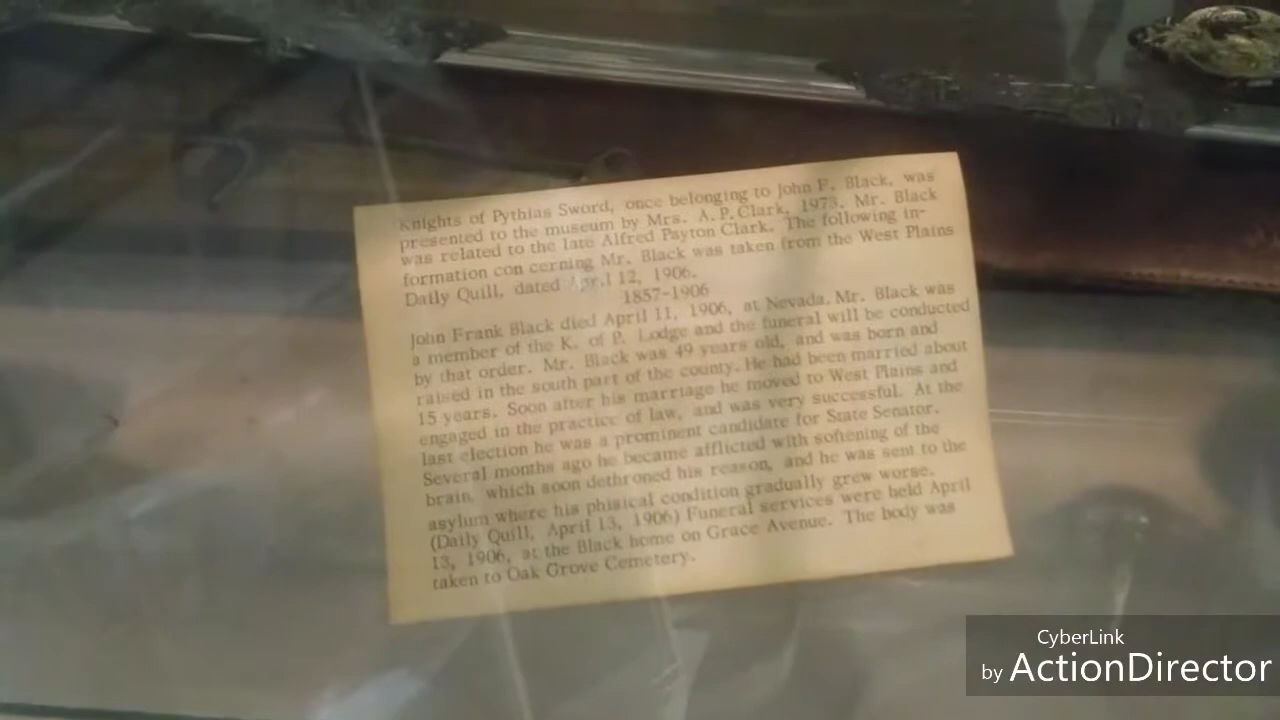 Knights of Pythias Sword, once belonging to John F. Black, was
presented to the museum by Mrs. A. P. Clark, 1973. Mr. Black
was related to the late Alfred Payton Clark. The following in-
formation con cerning Mr. Black was taken from the West Plains
Daily Quill, dated April 12, 1906.
1857-1906
John Frank Black died April 11, 1906, at Nevada. Mr. Black was
a member of the K. of P. Lodge and the funeral will be conducted
by that order. Mr. Black was 49 years old, and was born and
raised in the south part of the county. He had been married about
15 years. Soon after his marriage he moved to West Plains and
engaged in the practice of law, and was very successful. At the
last election he was a prominent candidate for State Senator.
Several months ago he became afflicted with softening of the
brain, which soon dethroned his reason, and he was sent to the
asylum where his phisical condition gradually grew worse.
(Daily Quill, April 13, 1906) Funeral services were held April
13, 1906, at the Black home on Grace Avenue. The body was
taken to Oak Grove Cemetery.
CyberLink
by ActionDirector